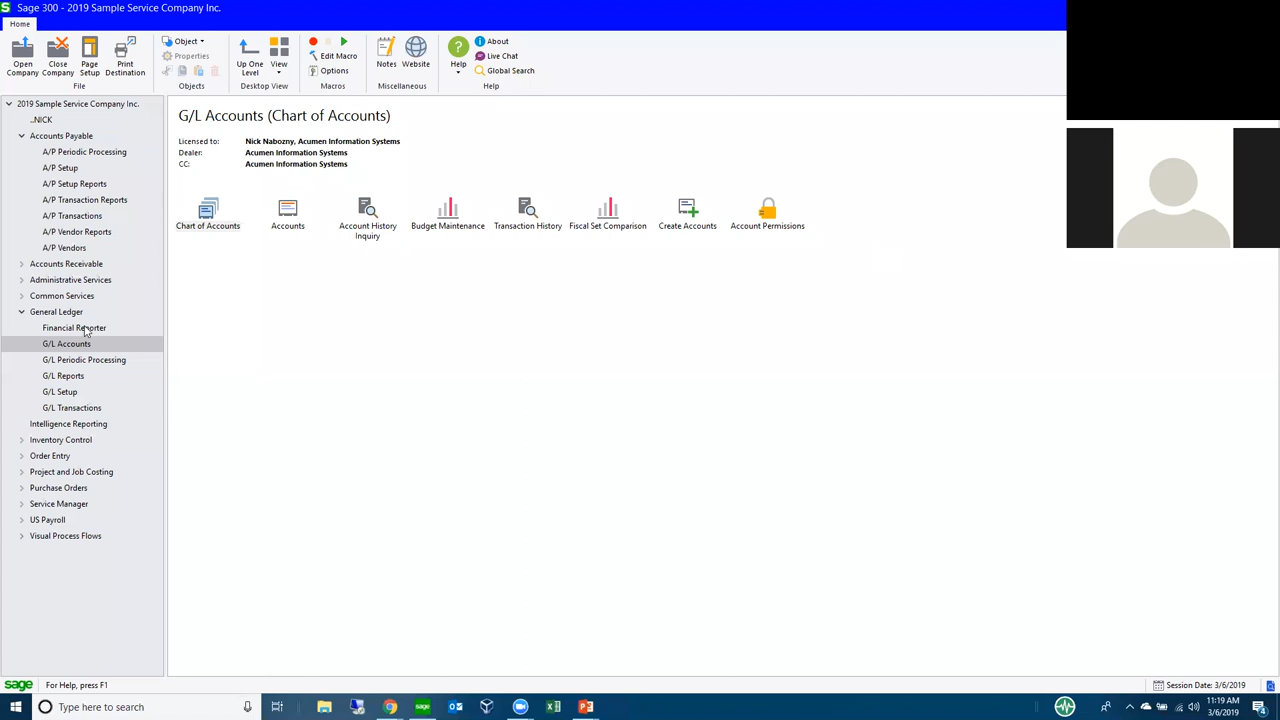 Sage 300 - 2019 Sample Service Company Inc.
Home
Open Company
Close Company
Page Setup
Print Destination
File
Object
Properties
Objects
Up One Level
View
Desktop View
Edit Macro
Options
Macros
Notes
Website
Miscellaneous
Help
About
Live Chat
Global Search
Help
2019 Sample Service Company Inc.
..NICK
Accounts Payable
A/P Periodic Processing
A/P Setup
A/P Setup Reports
A/P Transaction Reports
A/P Transactions
A/P Vendor Reports
A/P Vendors
Accounts Receivable
Administrative Services
Common Services
General Ledger
Financial Reporter
G/L Accounts
G/L Periodic Processing
G/L Reports
G/L Setup
G/L Transactions
Intelligence Reporting
Inventory Control
Order Entry
Project and Job Costing
Purchase Orders
Service Manager
US Payroll
Visual Process Flows
G/L Accounts (Chart of Accounts)
Licensed to: Nick Nabozny, Acumen Information Systems
Dealer: Acumen Information Systems
CC: Acumen Information Systems
Chart of Accounts
Accounts
Account History Inquiry
Budget Maintenance
Transaction History
Fiscal Set Comparison
Create Accounts
Account Permissions
sage For Help, press F1
Session Date: 3/6/2019
Type here to search
11:19 AM
3/6/2019
4